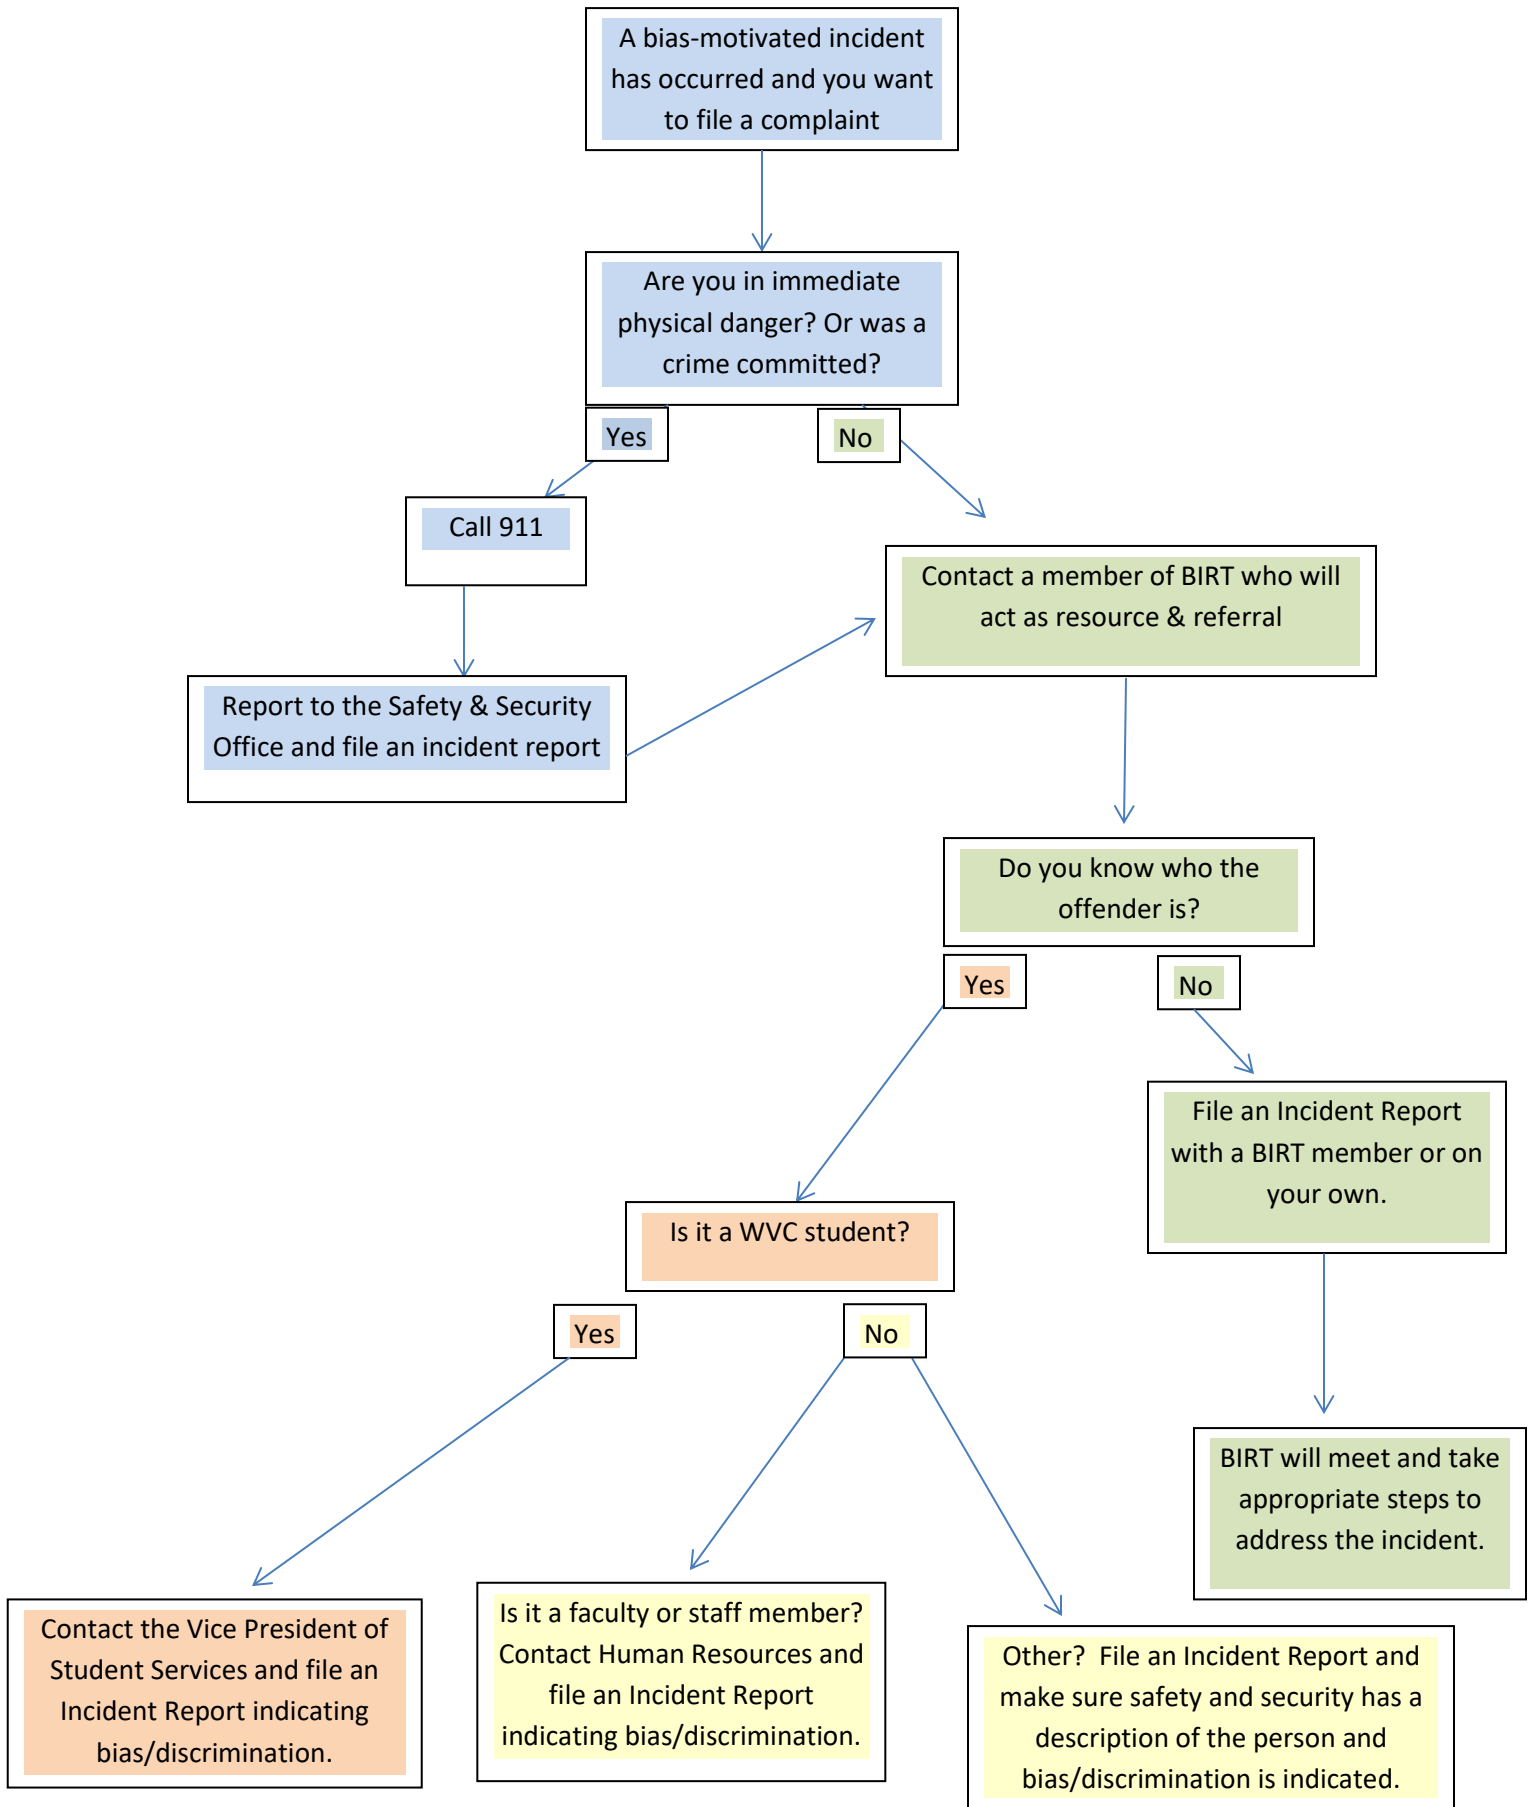 A bias-motivated incident
has occurred and you want
to file a complaint
Are you in immediate
physical danger? Or was a
crime committed?
Yes
No
Call 911
Contact a member of BIRT who will
act as resource & referral
Report to the Safety & Security
Office and file an incident report
Do you know who the
offender is?
Yes
No
File an Incident Report
with a BIRT member or on
your own.
Is it a WVC student?
Yes
No
BIRT will meet and take
appropriate steps to
address the incident.
Contact the Vice President of
Student Services and file an
Incident Report indicating
bias/discrimination.
Is it a faculty or staff member?
Contact Human Resources and
file an Incident Report
indicating bias/discrimination.
Other?  File an Incident Report and
make sure safety and security has a
description of the person and
bias/discrimination is indicated.